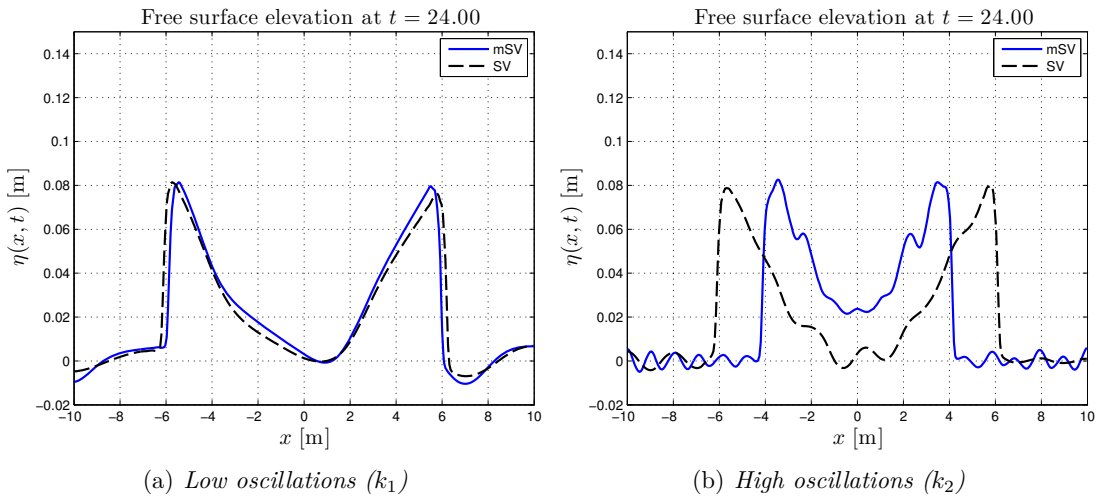 Free surface elevation at t = 24.00
mSV
SV
0.14
0.12
0.1
0.08
0.06
0.04
0.02
0
−0.02
η(x, t) [m]
−10 −8 −6 −4 −2 0 2 4 6 8 10
x [m]
(a) Low oscillations (k₁)
Free surface elevation at t = 24.00
mSV
SV
0.14
0.12
0.1
0.08
0.06
0.04
0.02
0
−0.02
η(x, t) [m]
−10 −8 −6 −4 −2 0 2 4 6 8 10
x [m]
(b) High oscillations (k₂)